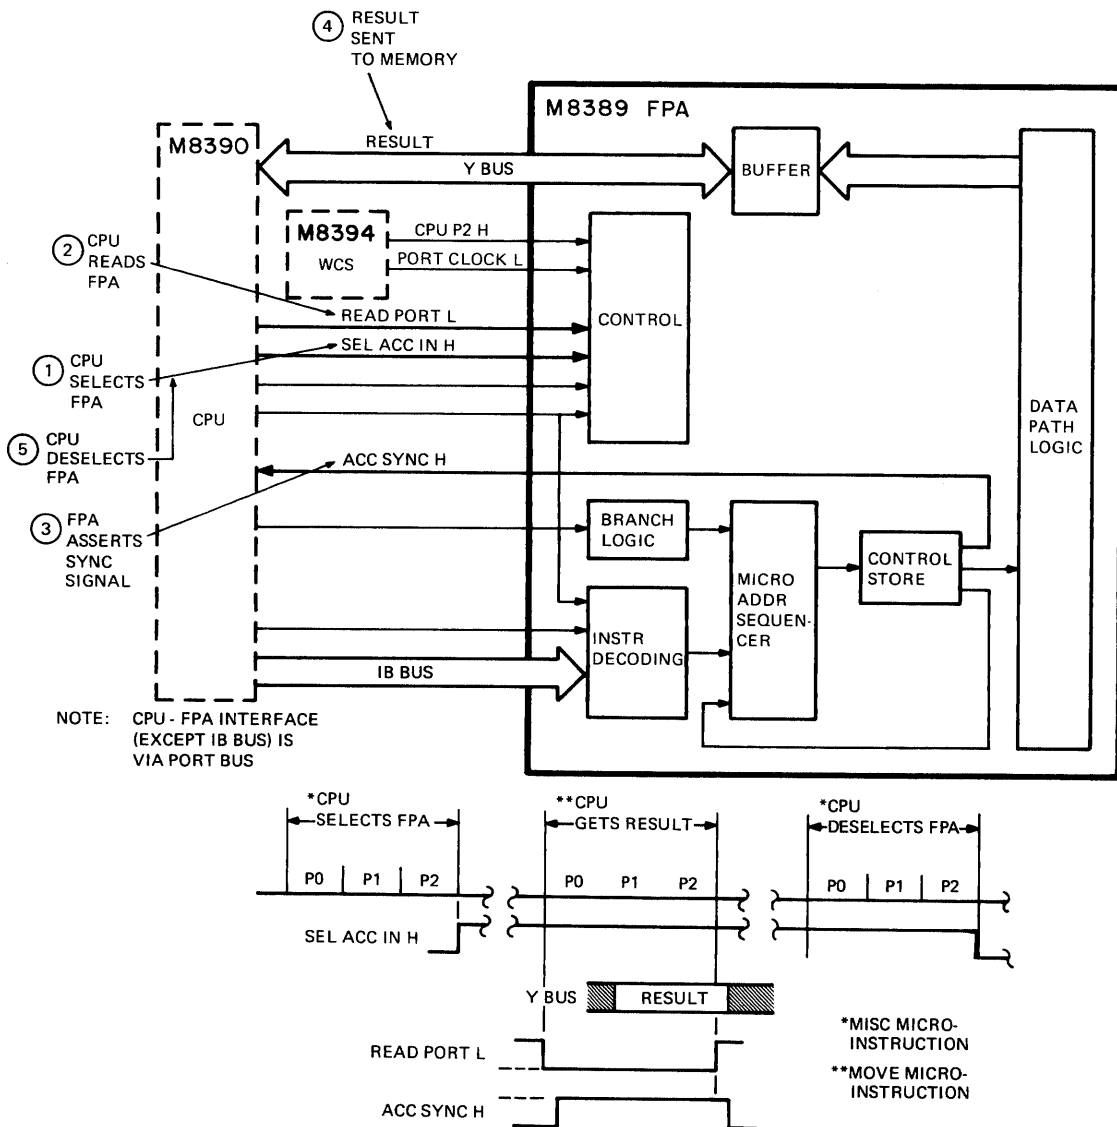 4 RESULT
SENT
TO MEMORY
M8389 FPA
M8390
RESULT
Y BUS
BUFFER
M8394
WCS
CPU P2 H
PORT CLOCK L
2 CPU
READS
FPA
READ PORT L
CONTROL
SEL ACC IN H
1 CPU
SELECTS
FPA
CPU
DATA
PATH
LOGIC
5 CPU
DESELECTS
FPA
ACC SYNC H
3 FPA
ASSERTS
SYNC
SIGNAL
BRANCH
LOGIC
MICRO
ADDR
SEQUEN-
CER
CONTROL
STORE
INSTR
DECODING
IB BUS
NOTE: CPU - FPA INTERFACE
(EXCEPT IB BUS) IS
VIA PORT BUS
*CPU
SELECTS FPA
**CPU
GETS RESULT
*CPU
DESELECTS FPA
P0 P1 P2
P0 P1 P2
P0 P1 P2
SEL ACC IN H
Y BUS
RESULT
READ PORT L
ACC SYNC H
*MISC MICRO-
INSTRUCTION
**MOVE MICRO-
INSTRUCTION